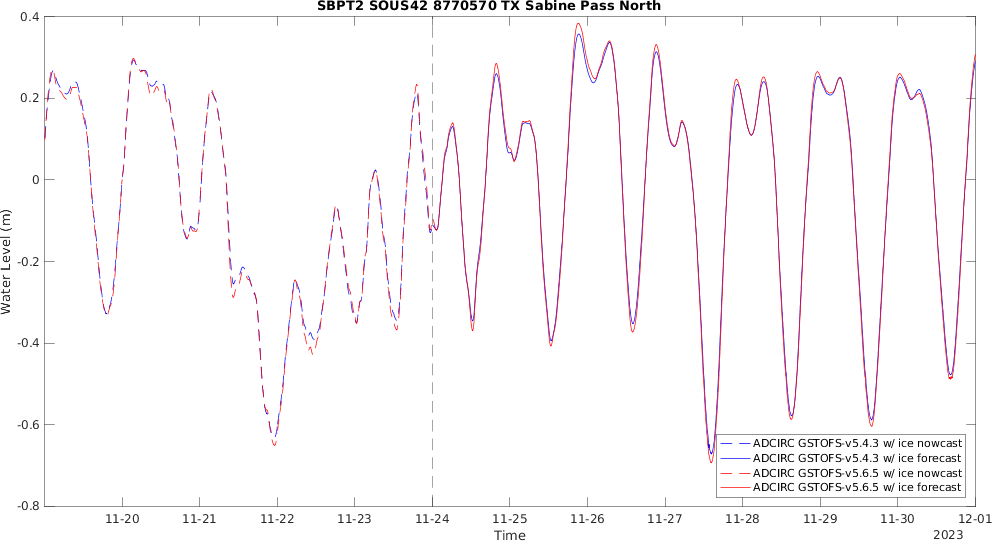 SBPT2 SOUS42 8770570 TX Sabine Pass North
Water Level (m)
0.4
0.2
0
-0.2
-0.4
-0.6
-0.8
ADCIRC GSTOFS-v5.4.3 w/ ice nowcast
ADCIRC GSTOFS-v5.4.3 w/ ice forecast
ADCIRC GSTOFS-v5.6.5 w/ ice nowcast
ADCIRC GSTOFS-v5.6.5 w/ ice forecast
11-20 11-21 11-22 11-23 11-24 11-25 11-26 11-27 11-28 11-29 11-30 12-01
Time
2023